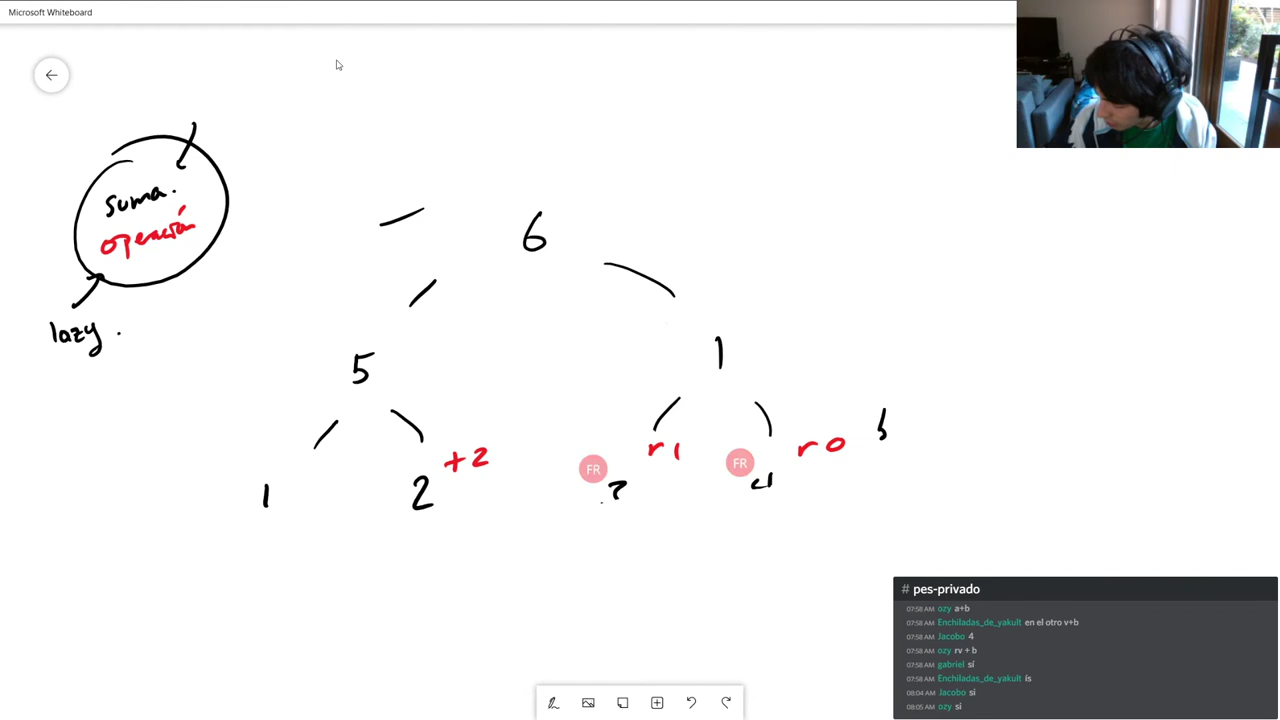 Microsoft Whiteboard
suma.
operación
lazy.
6
5
1
1
2
+2
r1
r0
FR
FR
# pes-privado
07:58 AM ozy a+b
07:58 AM Enchiladas_de_yakult en el otro v+b
07:58 AM Jacobo 4
07:58 AM ozy rv + b
07:58 AM gabriel sí
07:58 AM Enchiladas_de_yakult ís
08:04 AM Jacobo si
08:05 AM ozy si